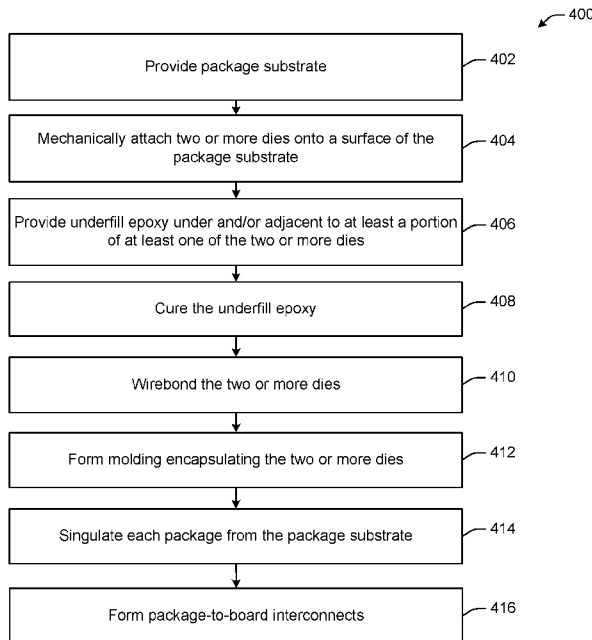 400
Provide package substrate
402
Mechanically attach two or more dies onto a surface of the
package substrate
404
Provide underfill epoxy under and/or adjacent to at least a portion
of at least one of the two or more dies
406
Cure the underfill epoxy
408
Wirebond the two or more dies
410
Form molding encapsulating the two or more dies
412
Singulate each package from the package substrate
414
Form package-to-board interconnects
416